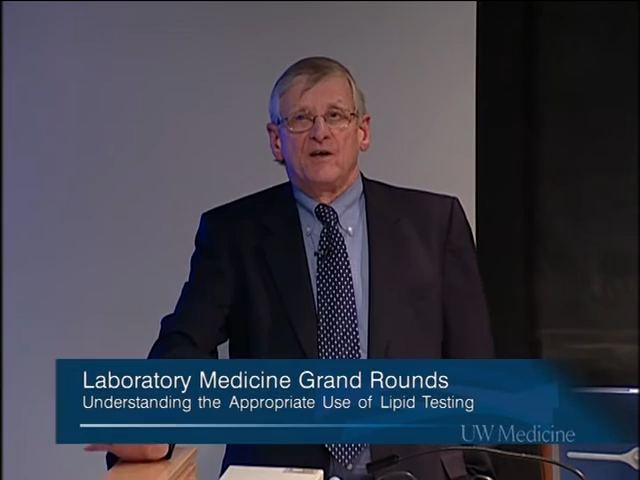 Laboratory Medicine Grand Rounds
Understanding the Appropriate Use of Lipid Testing
UW Medicine